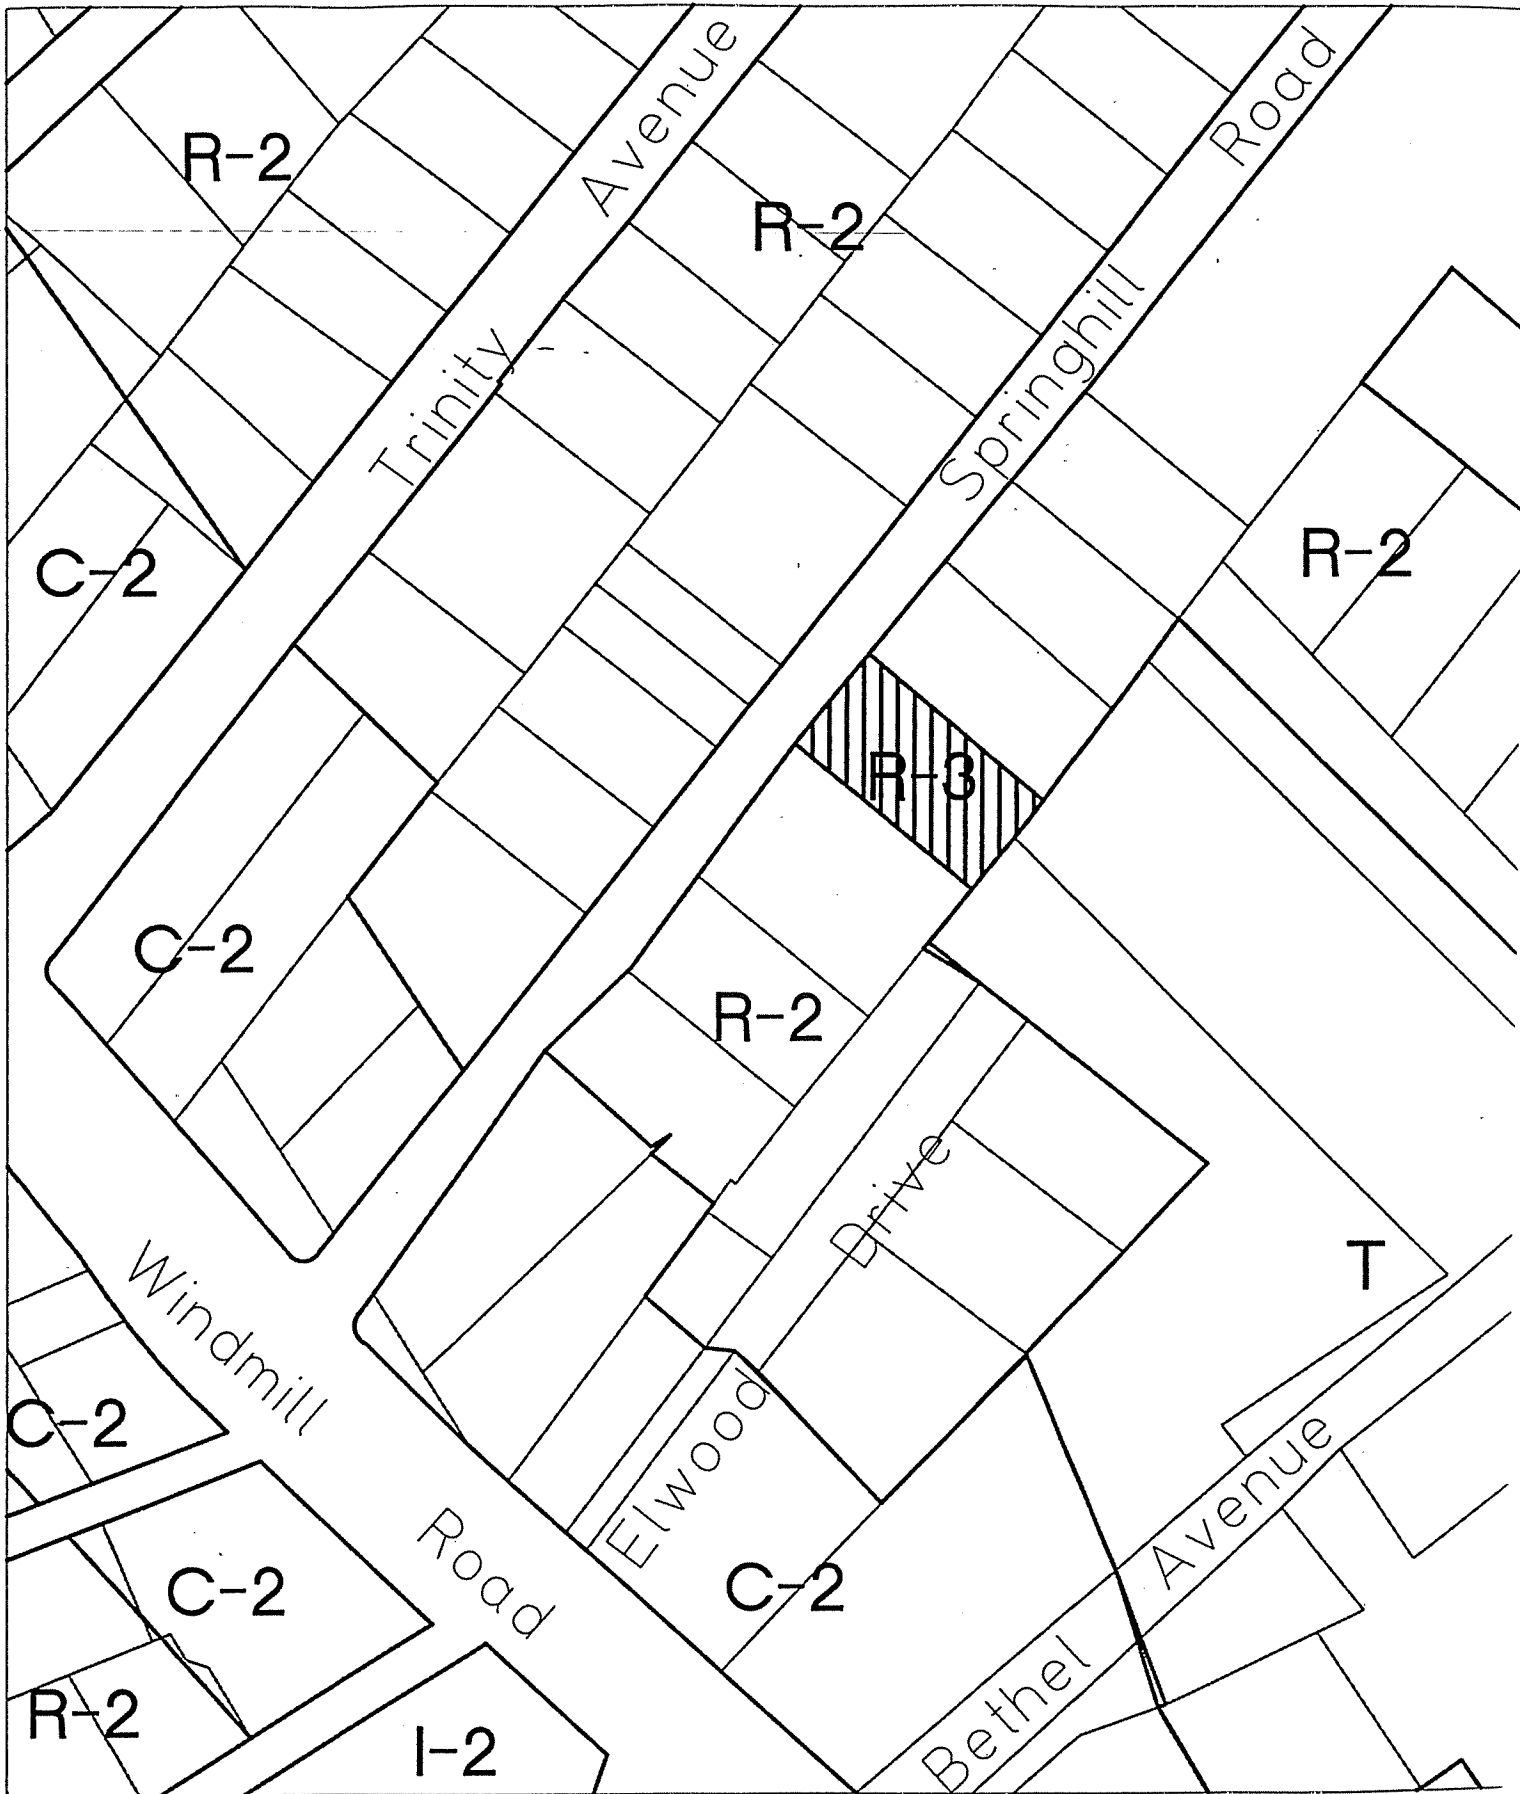 Avenue
Road
R-2
R-2
Springhill
Trinity
R-2
C-2
R-3
C-2
R-2
Drive
T
Windmill
C-2
Elwood
Avenue
Road
C-2
C-2
Bethel
R-2
I-2